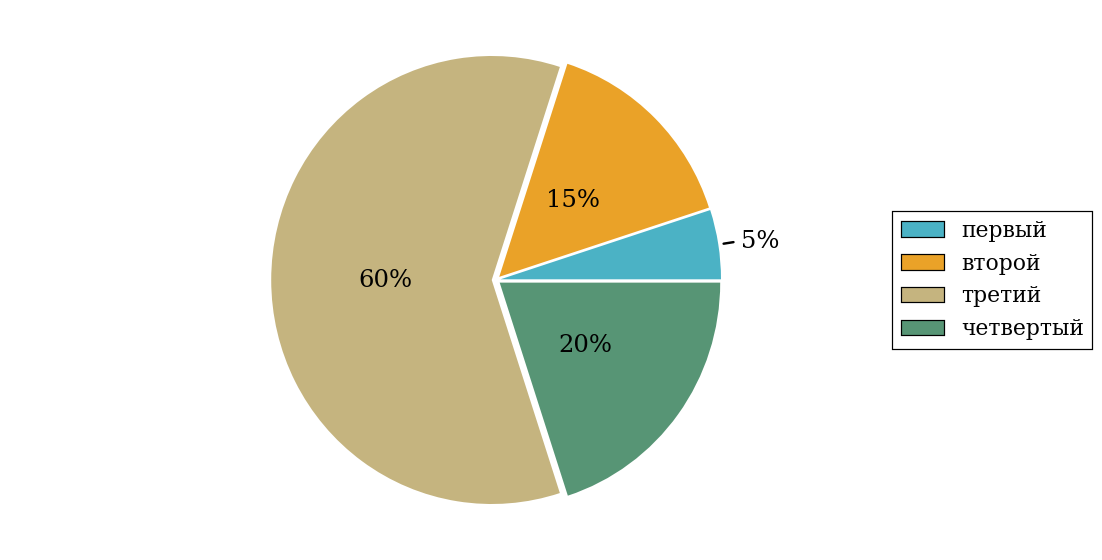 15%
5%
60%
20%
первый
второй
третий
четвертый